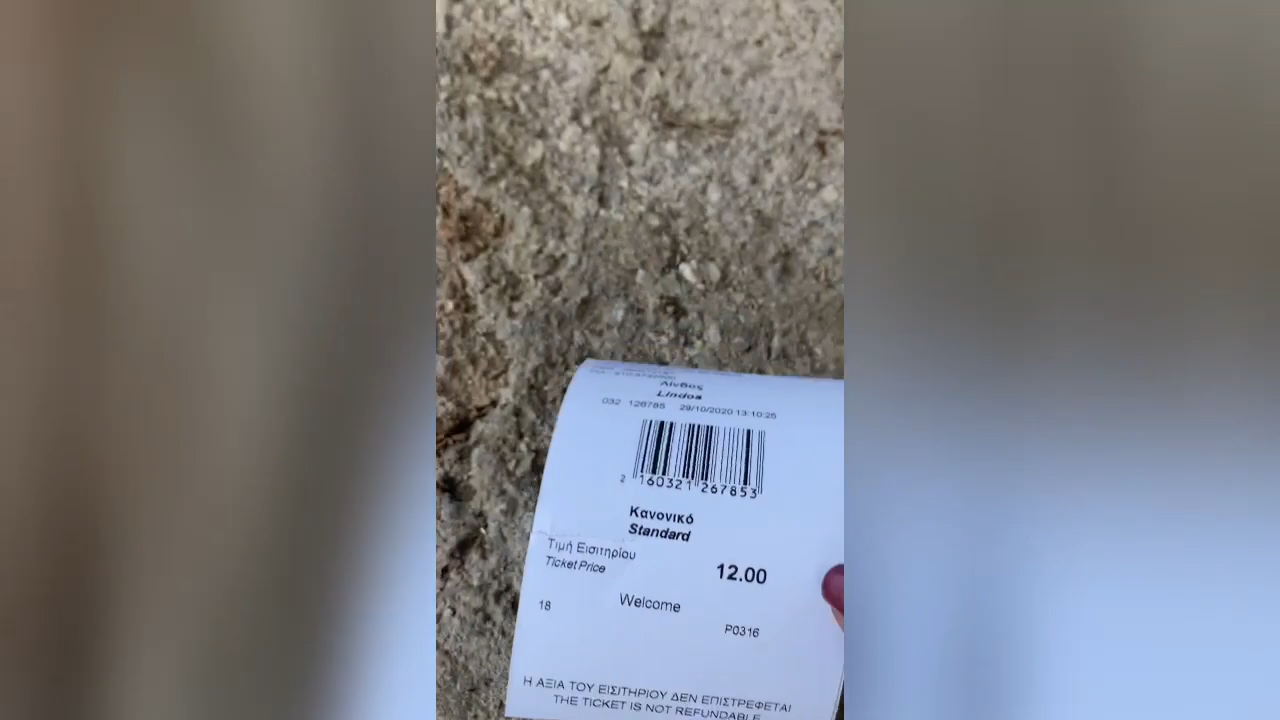 Λίνδος
Lindos
032 126785 29/10/2020 13:10:25
2 160321 267853
Κανονικό
Standard
Τιμή Εισιτηρίου
Ticket Price
12.00
Welcome
18
P0316
Η ΑΞΙΑ ΤΟΥ ΕΙΣΙΤΗΡΙΟΥ ΔΕΝ ΕΠΙΣΤΡΕΦΕΤΑΙ
THE TICKET IS NOT REFUNDABLE